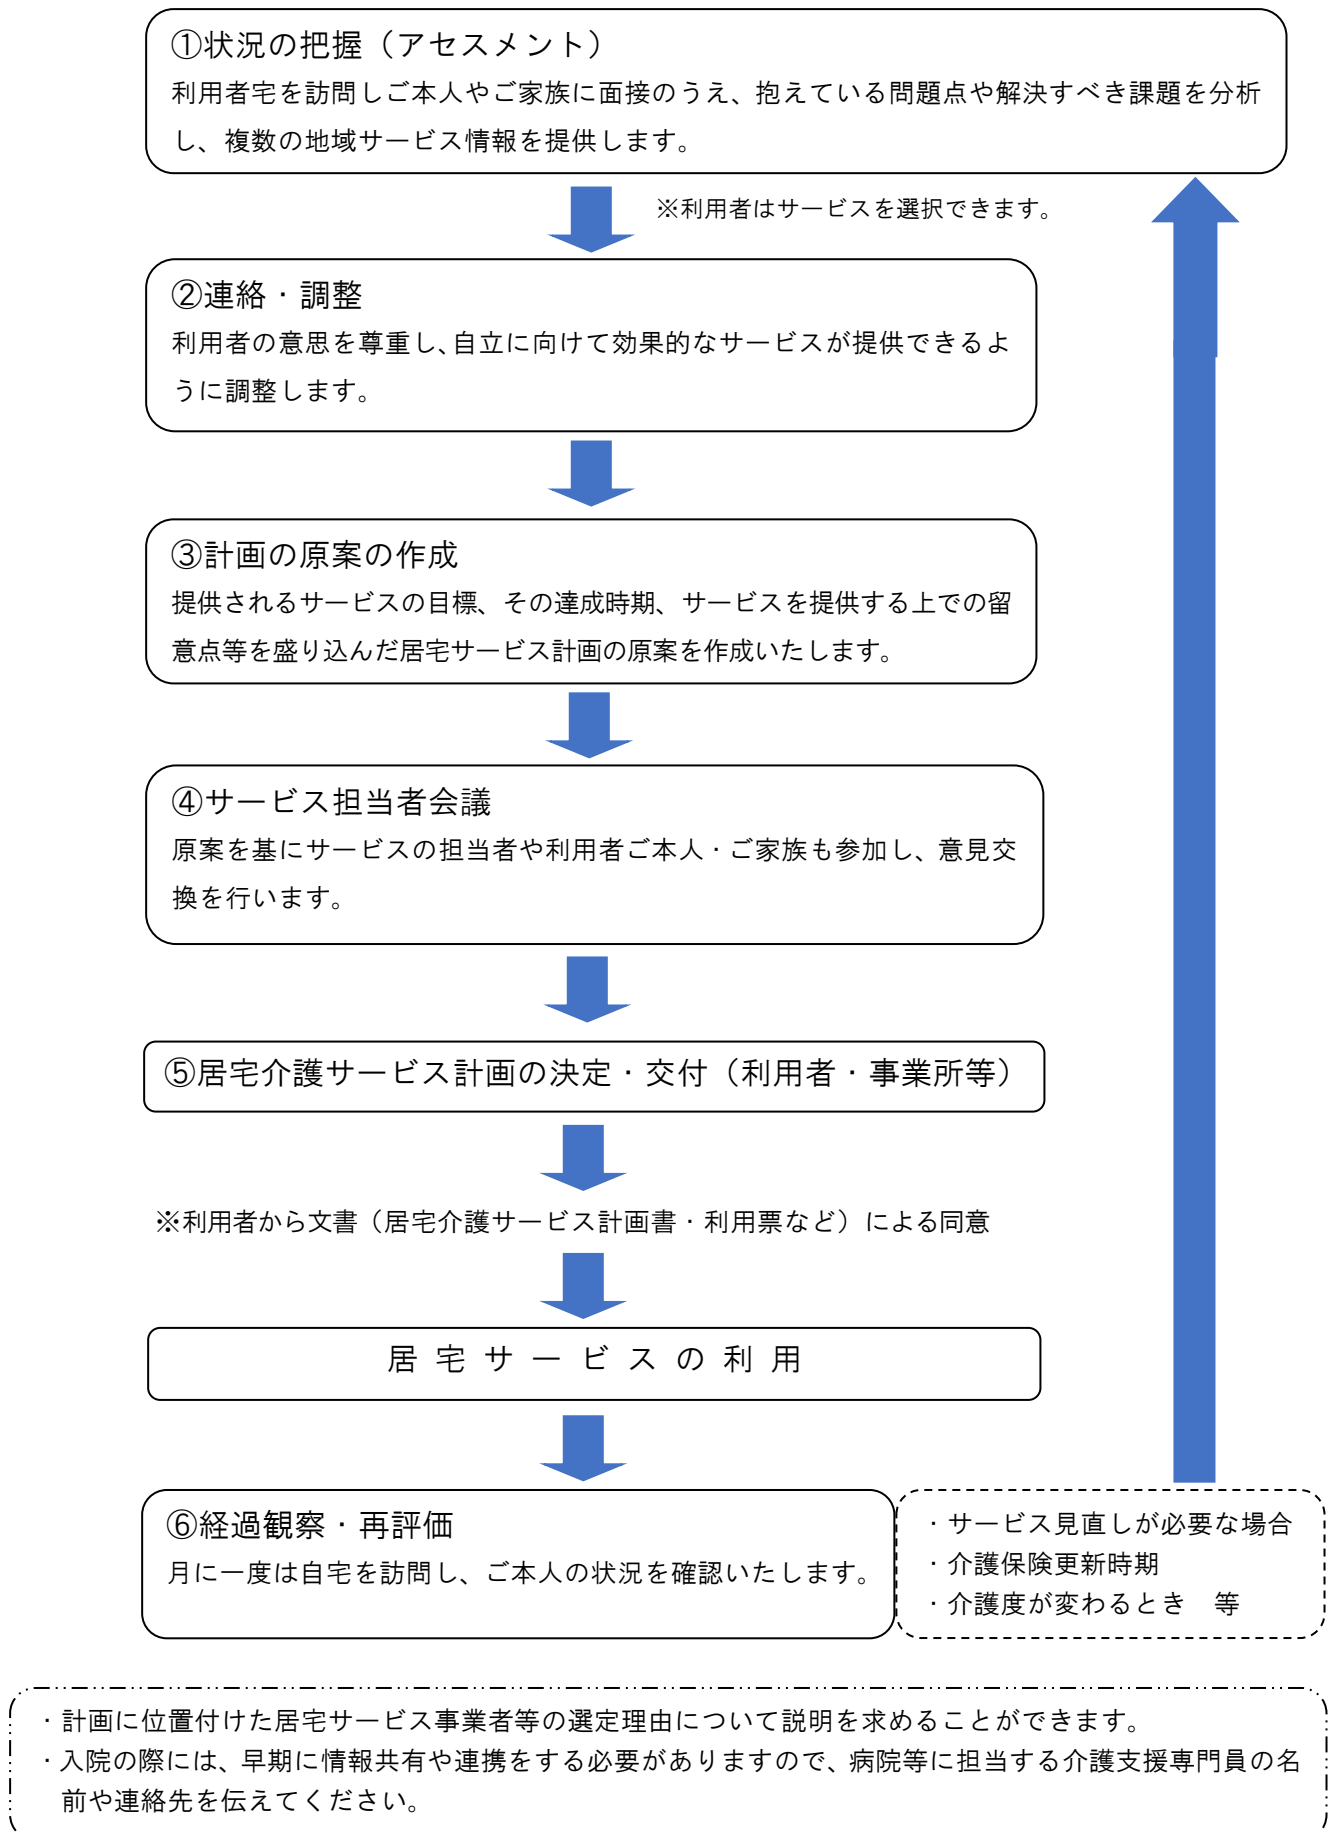 ①状況の把握（アセスメント）
利用者宅を訪問しご本人やご家族に面接のうえ、抱えている問題点や解決すべき課題を分析
し、複数の地域サービス情報を提供します。
※利用者はサービスを選択できます。
②連絡・調整
利用者の意思を尊重し、自立に向けて効果的なサービスが提供できるよ
うに調整します。
③計画の原案の作成
提供されるサービスの目標、その達成時期、サービスを提供する上での留
意点等を盛り込んだ居宅サービス計画の原案を作成いたします。
④サービス担当者会議
原案を基にサービスの担当者や利用者ご本人・ご家族も参加し、意見交
換を行います。
⑤居宅介護サービス計画の決定・交付（利用者・事業所等）
※利用者から文書（居宅介護サービス計画書・利用票など）による同意
居宅サービスの利用
⑥経過観察・再評価
月に一度は自宅を訪問し、ご本人の状況を確認いたします。
・サービス見直しが必要な場合
・介護保険更新時期
・介護度が変わるとき　等
・計画に位置付けた居宅サービス事業者等の選定理由について説明を求めることができます。
・入院の際には、早期に情報共有や連携をする必要がありますので、病院等に担当する介護支援専門員の名
前や連絡先を伝えてください。